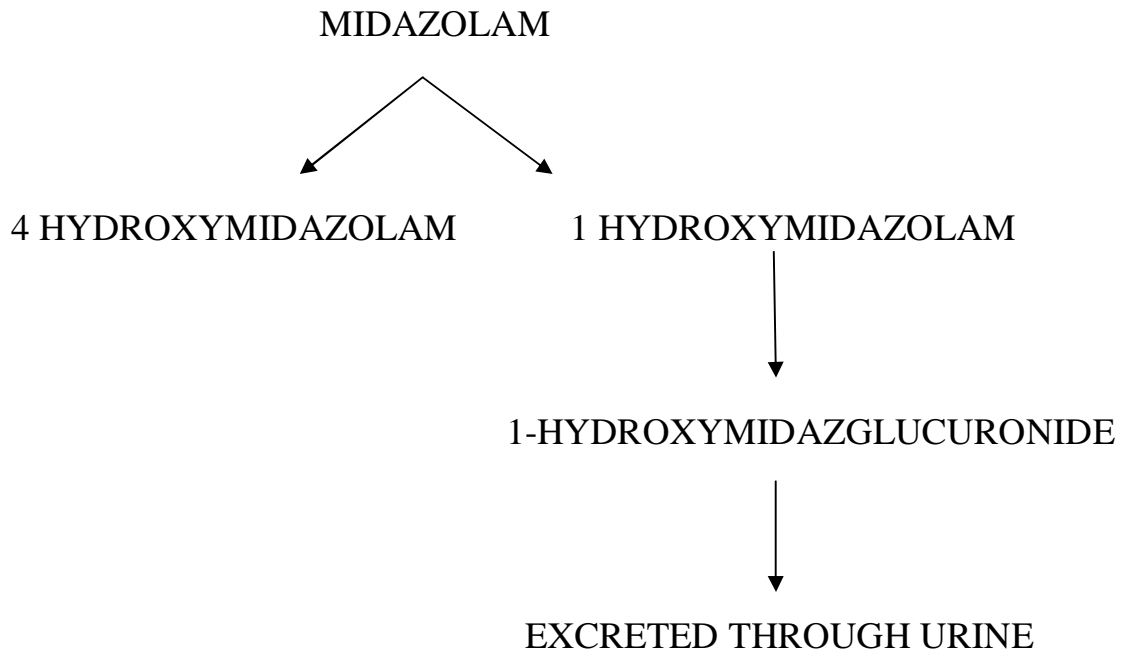 MIDAZOLAM
4 HYDROXYMIDAZOLAM 1 HYDROXYMIDAZOLAM
1-HYDROXYMIDAZGLUCURONIDE
EXCRETED THROUGH URINE